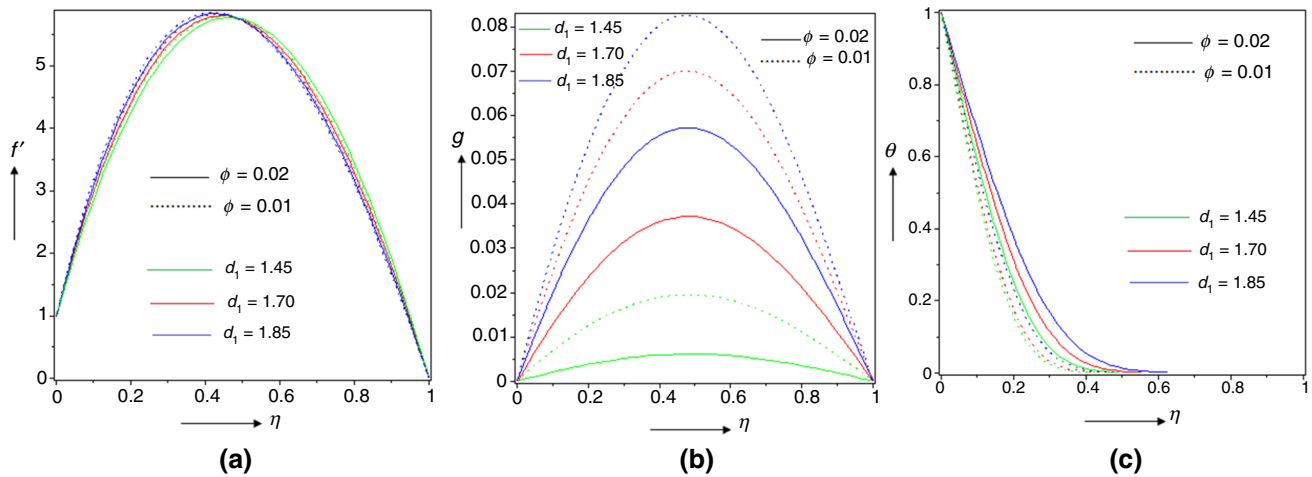 5
4
f′
3
2
1
0
ϕ = 0.02
ϕ = 0.01
d₁ = 1.45
d₁ = 1.70
d₁ = 1.85
0 0.2 0.4 0.6 0.8 1
η
(a)
0.08
0.07
0.06
0.05
g
0.04
0.03
0.02
0.01
0
d₁ = 1.45
d₁ = 1.70
d₁ = 1.85
ϕ = 0.02
ϕ = 0.01
0 0.2 0.4 0.6 0.8 1
η
(b)
1
0.8
θ
0.6
0.4
0.2
0
ϕ = 0.02
ϕ = 0.01
d₁ = 1.45
d₁ = 1.70
d₁ = 1.85
0 0.2 0.4 0.6 0.8 1
η
(c)